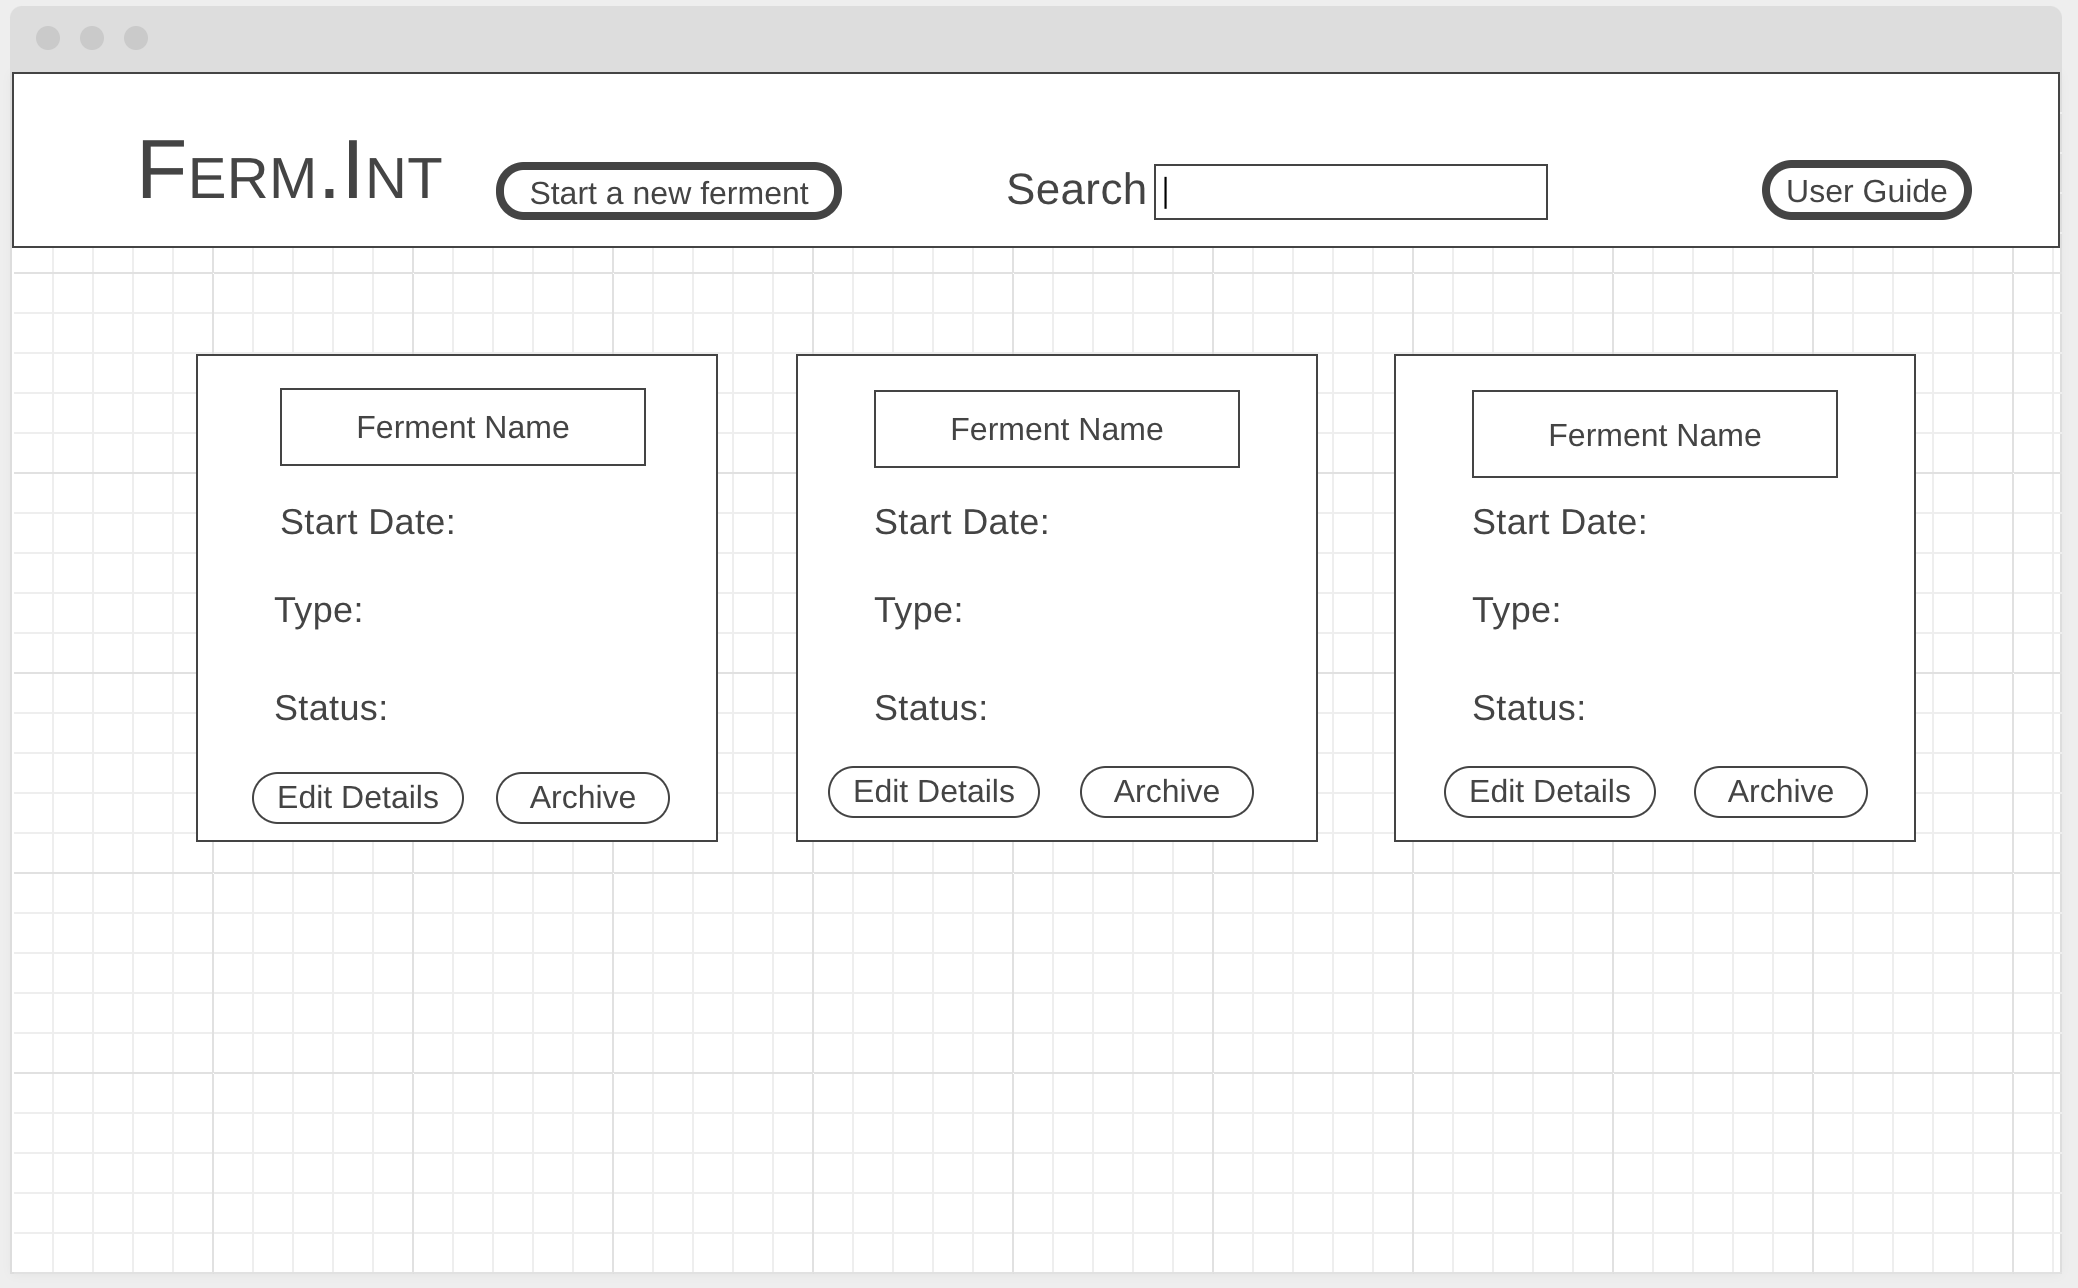 Ferm.Int
Start a new ferment
Search
User Guide
Ferment Name
Start Date:
Type:
Status:
Edit Details
Archive
Ferment Name
Start Date:
Type:
Status:
Edit Details
Archive
Ferment Name
Start Date:
Type:
Status:
Edit Details
Archive